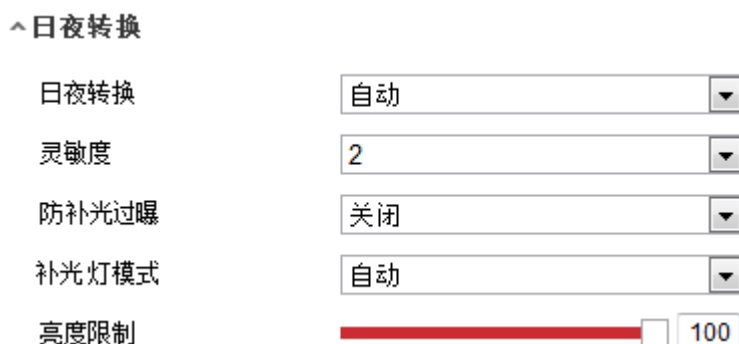 日夜转换
日夜转换 自动
灵敏度 2
防补光过曝 关闭
补光灯模式 自动
亮度限制 100